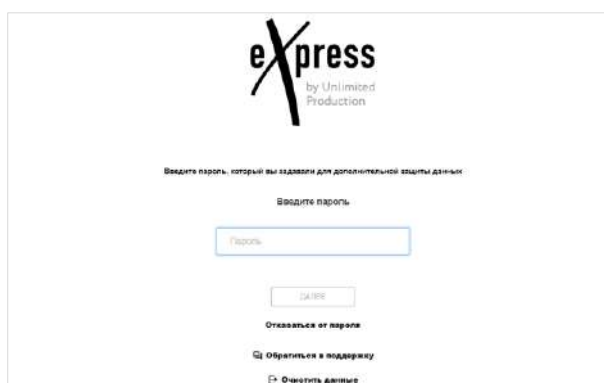 eXpress
by Unlimited
Production
Введите пароль, который вы задавали для дополнительной защиты данных
Введите пароль
Пароль
ДАЛЕЕ
Отказаться от пароля
Обратиться в поддержку
Очистить данные